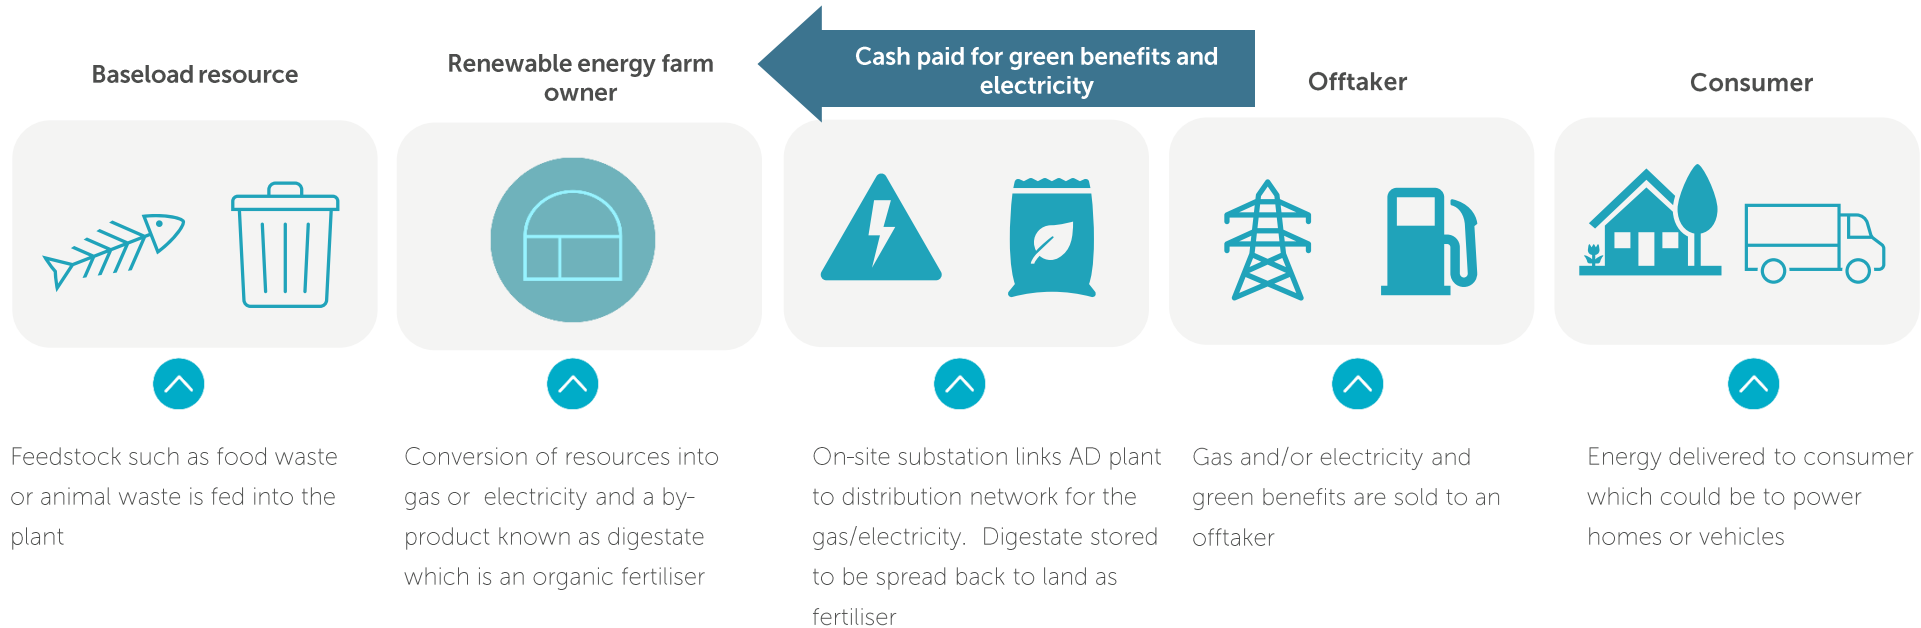 Baseload resource
Renewable energy farm
owner
Cash paid for green benefits and
electricity
Offtaker
Consumer
Feedstock such as food waste
or animal waste is fed into the
plant
Conversion of resources into
gas or electricity and a by-
product known as digestate
which is an organic fertiliser
On-site substation links AD plant
to distribution network for the
gas/electricity. Digestate stored
to be spread back to land as
fertiliser
Gas and/or electricity and
green benefits are sold to an
offtaker
Energy delivered to consumer
which could be to power
homes or vehicles